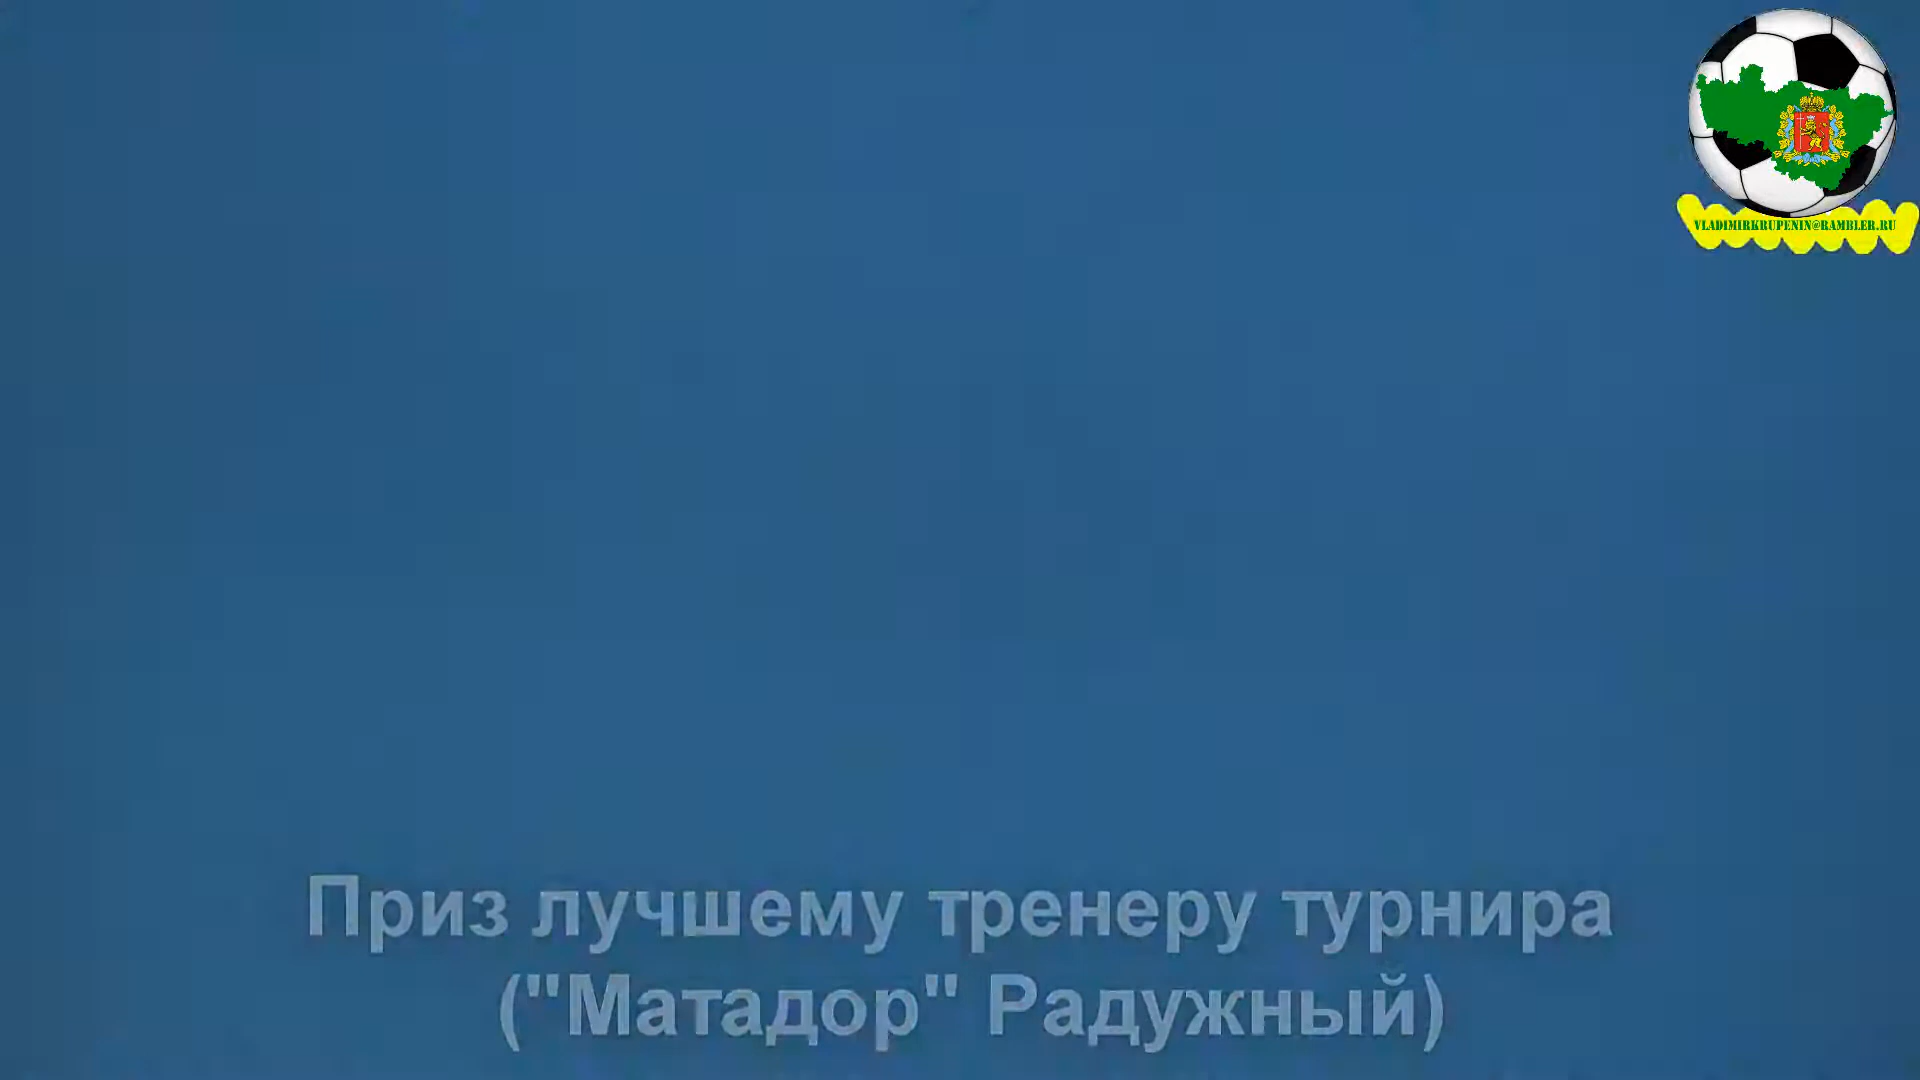 VLADIMIRKRUPENIN@RAMBLER.RU
Приз лучшему тренеру турнира
("Матадор" Радужный)